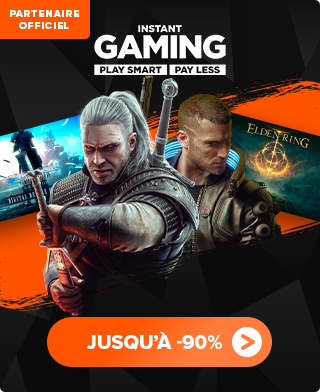 PARTENAIRE
OFFICIEL
INSTANT
GAMING
PLAY SMART PAY LESS
ELDEN RING
JUSQU'À -90%